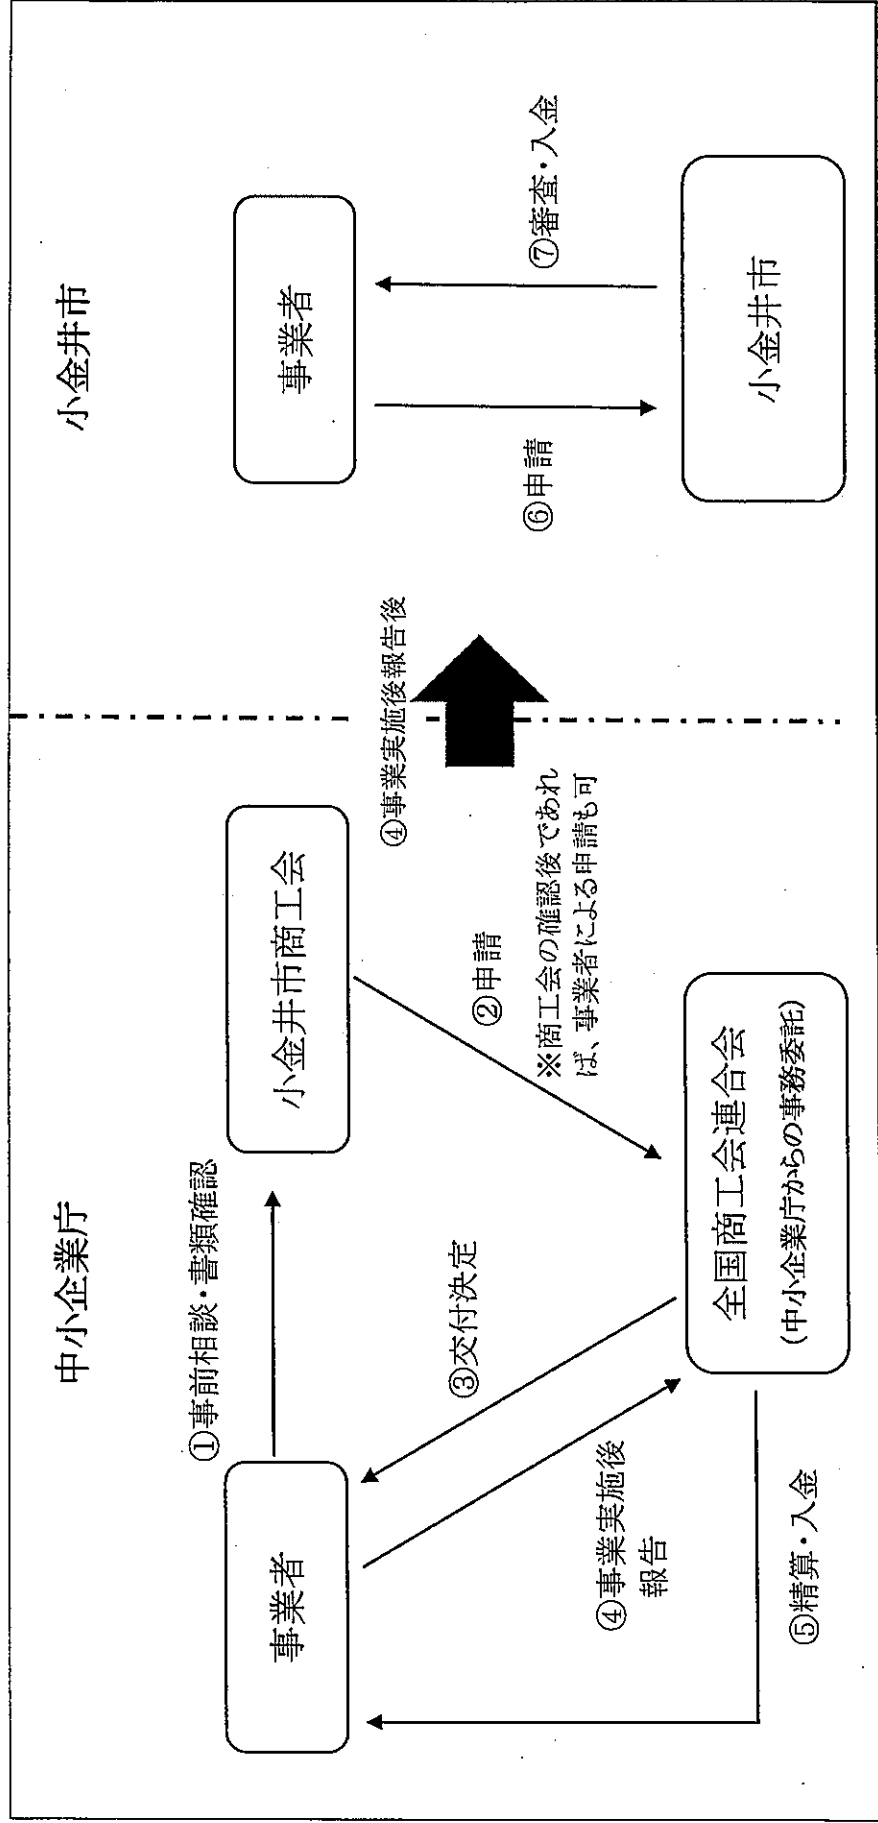 中小企業庁
小金井市
①事前相談・書類確認
事業者
小金井市商工会
④事業実施後報告後
事業者
②申請
※商工会の確認後であれ
ば、事業者による申請も可
③交付決定
④事業実施後
報告
⑥申請
⑦審査・入金
全国商工会連合会
(中小企業庁からの事務委託)
小金井市
⑤精算・入金